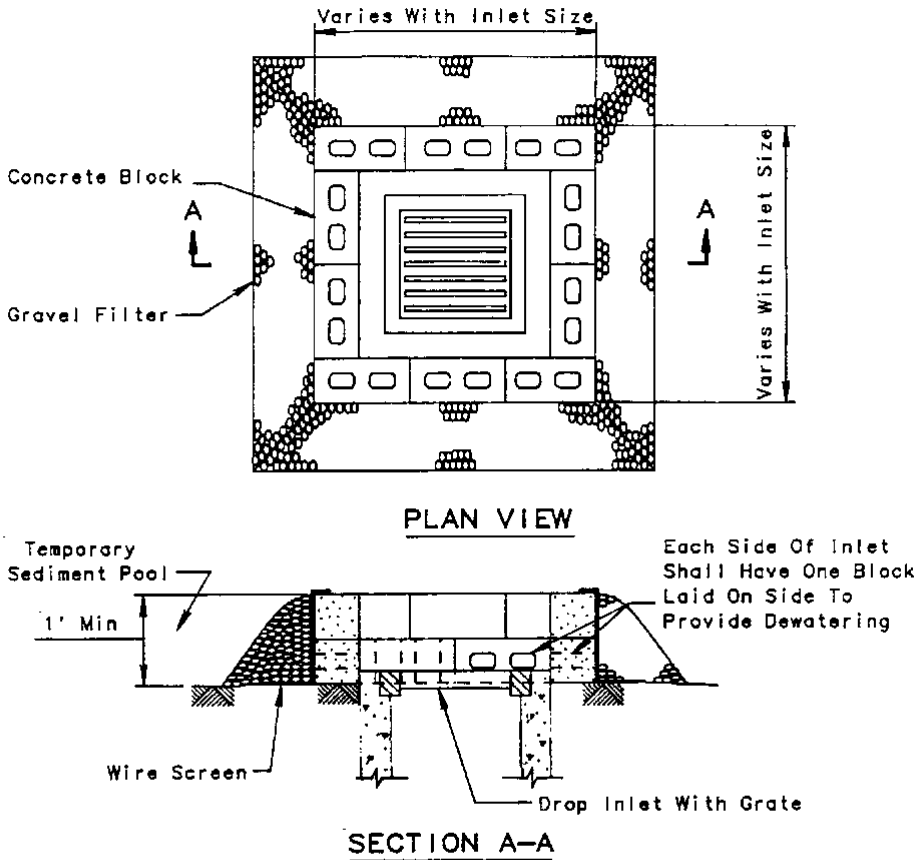 Varies With Inlet Size
Concrete Block
A
A
Varies With Inlet Size
Gravel Filter
PLAN VIEW
Temporary
Sediment Pool
Each Side Of Inlet
Shall Have One Block
Laid On Side To
Provide Dewatering
1' Min
Wire Screen
Drop Inlet With Grate
SECTION A-A